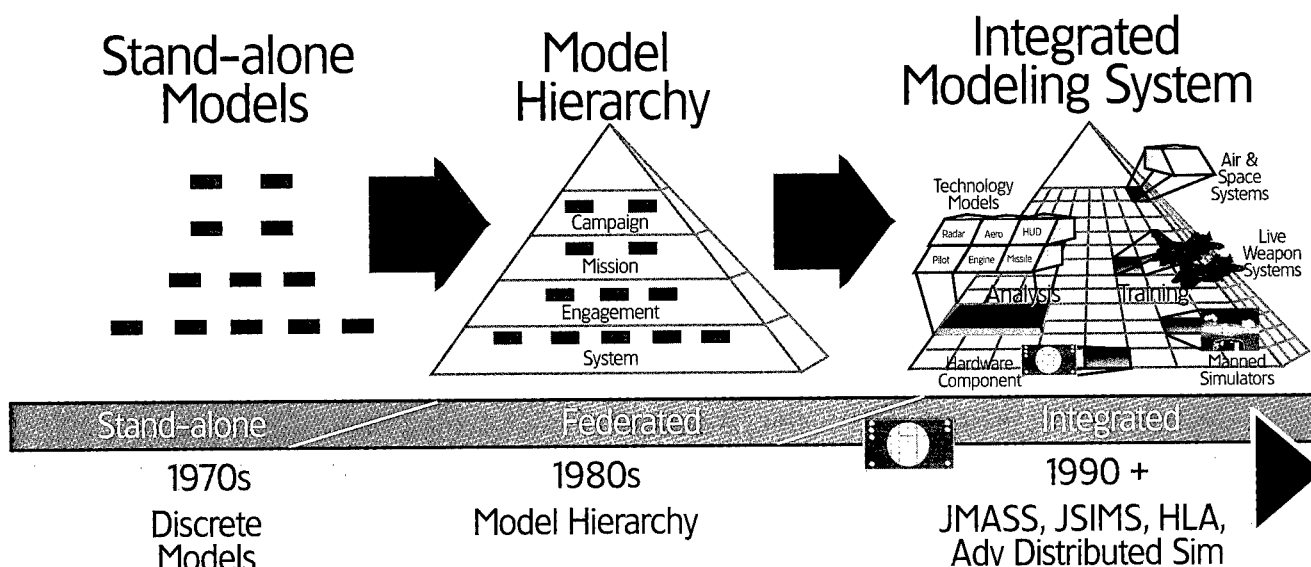 Stand-alone
Models
Model
Hierarchy
Integrated
Modeling System
Campaign
Mission
Engagement
System
Technology
Models
Radar Aero HUD
Pilot Engine Missile
Air &
Space
Systems
Live
Weapon
Systems
Analysis Training
Hardware
Component
Manned
Simulators
Stand-alone Federated Integrated
1970s
Discrete
Models
1980s
Model Hierarchy
1990 +
JMASS, JSIMS, HLA,
Adv Distributed Sim